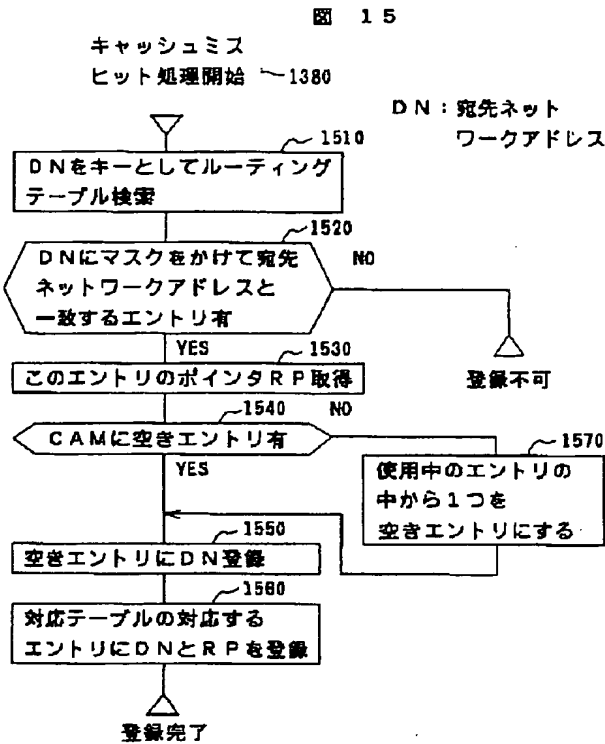 図 15
キャッシュミス
ヒット処理開始 1380
DN:宛先ネット
ワークアドレス
1510
DNをキーとしてルーティング
テーブル検索
1520
DNにマスクをかけて宛先
ネットワークアドレスと
一致するエントリ有
NO
YES
登録不可
1530
このエントリのポインタRP取得
1540
NO
CAMに空きエントリ有
YES
1570
使用中のエントリの
中から1つを
空きエントリにする
1550
空きエントリにDN登録
1560
対応テーブルの対応する
エントリにDNとRPを登録
登録完了